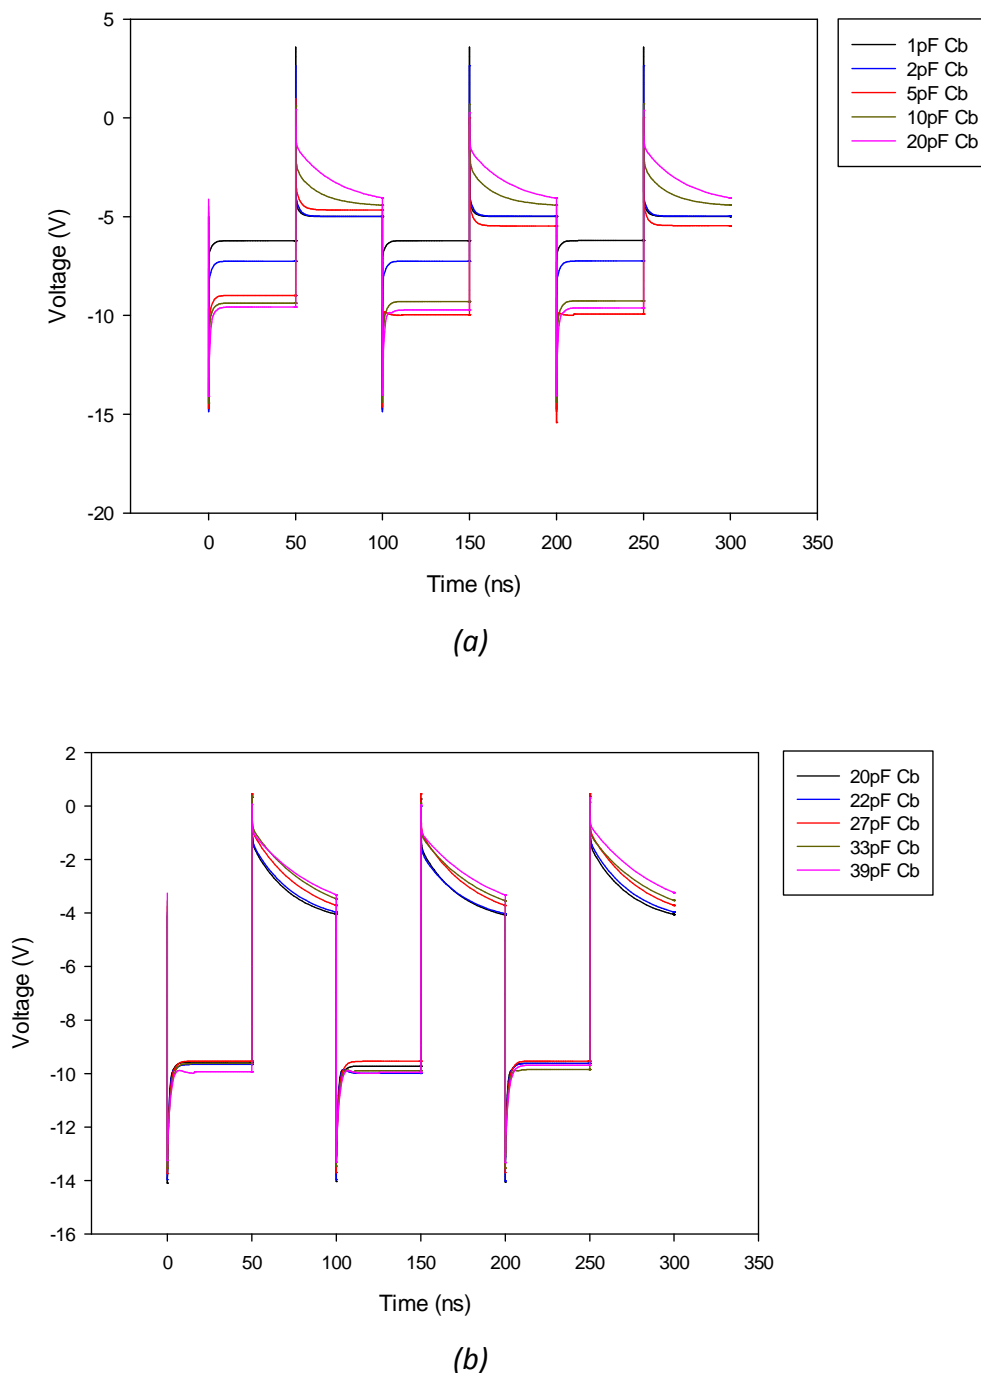 5
0
-5
-10
-15
-20
Voltage (V)
0 50 100 150 200 250 300 350
Time (ns)
1pF Cb
2pF Cb
5pF Cb
10pF Cb
20pF Cb
(a)
2
0
-2
-4
-6
-8
-10
-12
-14
-16
Voltage (V)
0 50 100 150 200 250 300 350
Time (ns)
20pF Cb
22pF Cb
27pF Cb
33pF Cb
39pF Cb
(b)